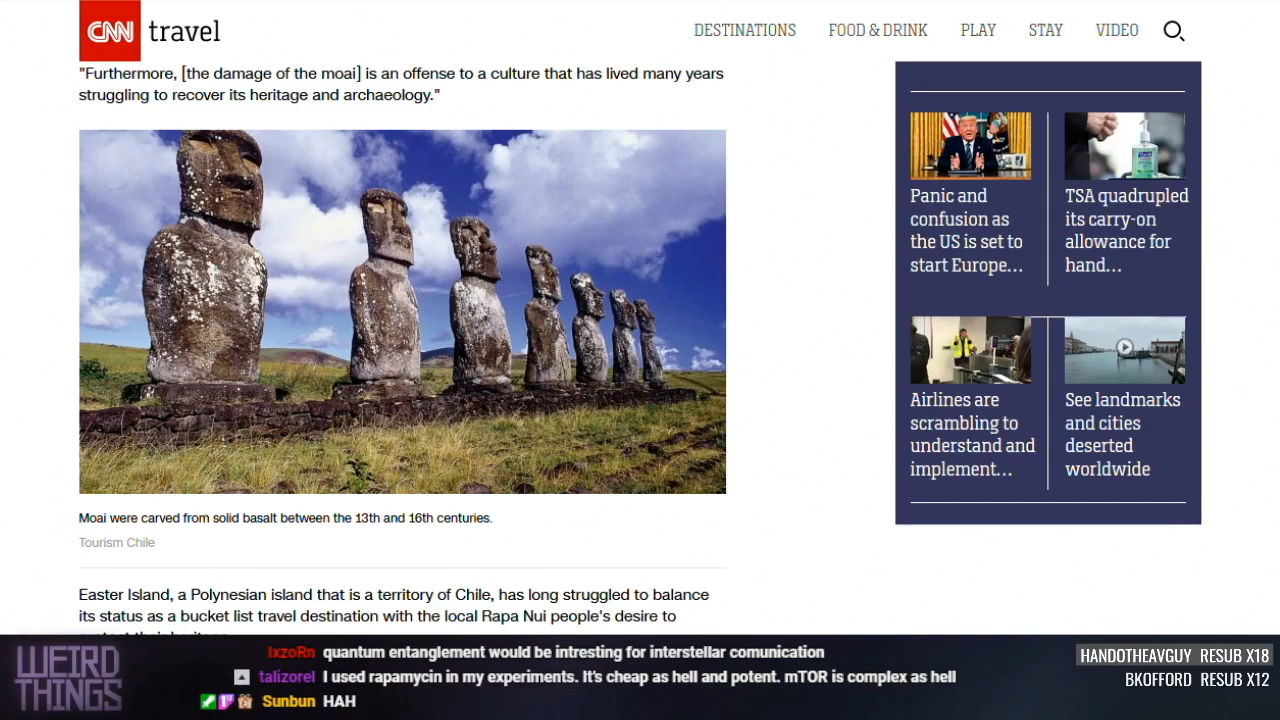 CNN travel
DESTINATIONS FOOD & DRINK PLAY STAY VIDEO
"Furthermore, [the damage of the moai] is an offense to a culture that has lived many years
struggling to recover its heritage and archaeology."
Moai were carved from solid basalt between the 13th and 16th centuries.
Tourism Chile
Easter Island, a Polynesian island that is a territory of Chile, has long struggled to balance
its status as a bucket list travel destination with the local Rapa Nui people's desire to
Panic and
confusion as
the US is set to
start Europe...
TSA quadrupled
its carry-on
allowance for
hand...
Airlines are
scrambling to
understand and
implement...
See landmarks
and cities
deserted
worldwide
WEIRD
THINGS
IxzoRn quantum entanglement would be intresting for interstellar comunication
talizorel I used rapamycin in my experiments. It's cheap as hell and potent. mTOR is complex as hell
Sunbun HAH
HANDOTHEAVGUY RESUB X18
BKOFFORD RESUB X12